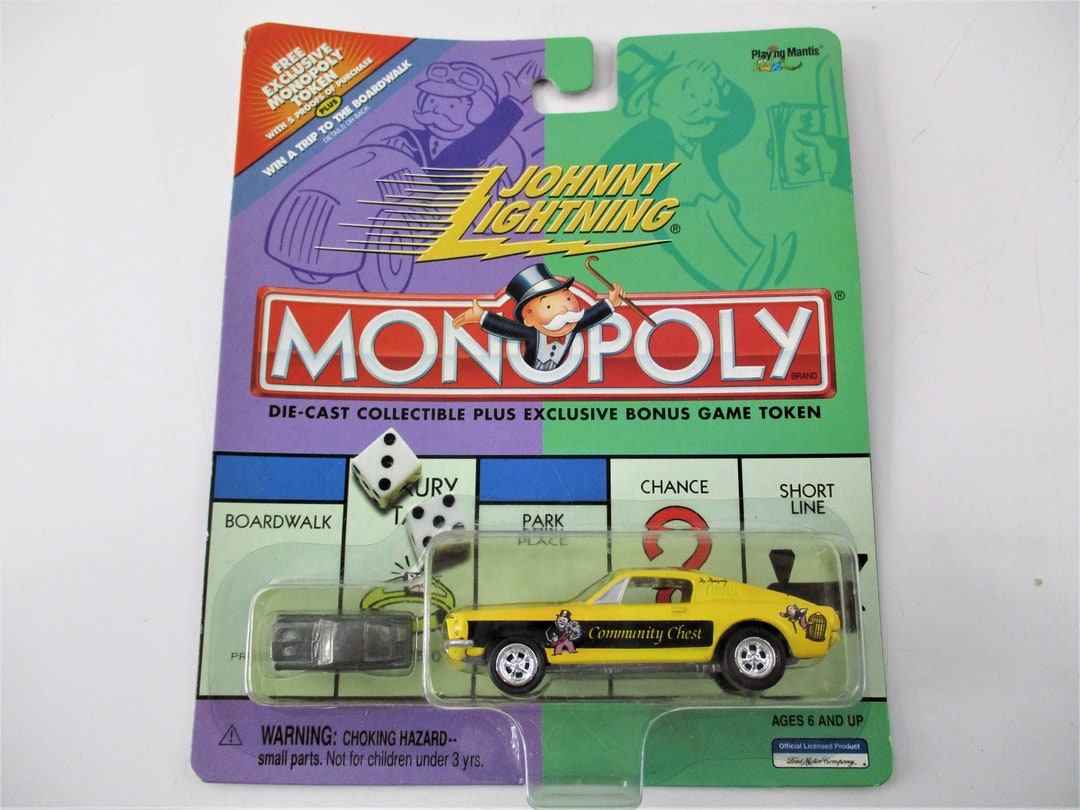 FREE
EXCLUSIVE
MONOPOLY
TOKEN
WITH 5 PROOFS OF PURCHASE
PLUS
WIN A TRIP TO THE BOARDWALK
DETAILS ON BACK
Playing Mantis®
JOHNNY
LIGHTNING®
MONOPOLY®
BRAND
DIE-CAST COLLECTIBLE PLUS EXCLUSIVE BONUS GAME TOKEN
BOARDWALK
PARK
PLACE
CHANCE
SHORT
LINE
Mr. Monopoly
Community Chest
AGES 6 AND UP
WARNING: CHOKING HAZARD--
small parts. Not for children under 3 yrs.
Official Licensed Product
Ford Motor Company